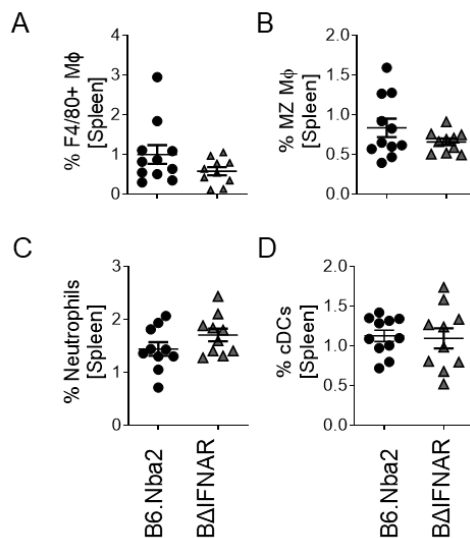 A
% F4/80+ Mϕ
[Spleen]
4
3
2
1
0
B
% MZ Mϕ
[Spleen]
2.0
1.5
1.0
0.5
0.0
C
% Neutrophils
[Spleen]
3
2
1
0
B6.Nba2
BΔIFNAR
D
% cDCs
[Spleen]
2.0
1.5
1.0
0.5
0.0
B6.Nba2
BΔIFNAR